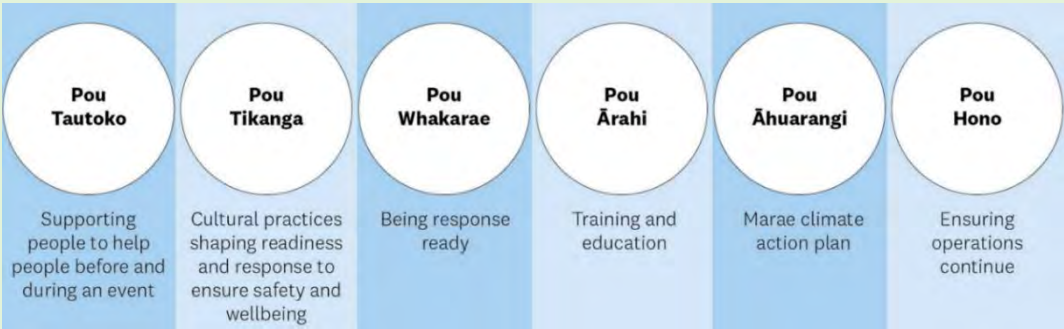 Pou
Tautoko
Supporting
people to help
people before and
during an event
Pou
Tikanga
Cultural practices
shaping readiness
and response to
ensure safety and
wellbeing
Pou
Whakarae
Being response
ready
Pou
Ārahi
Training and
education
Pou
Āhuarangi
Marae climate
action plan
Pou
Hono
Ensuring
operations
continue